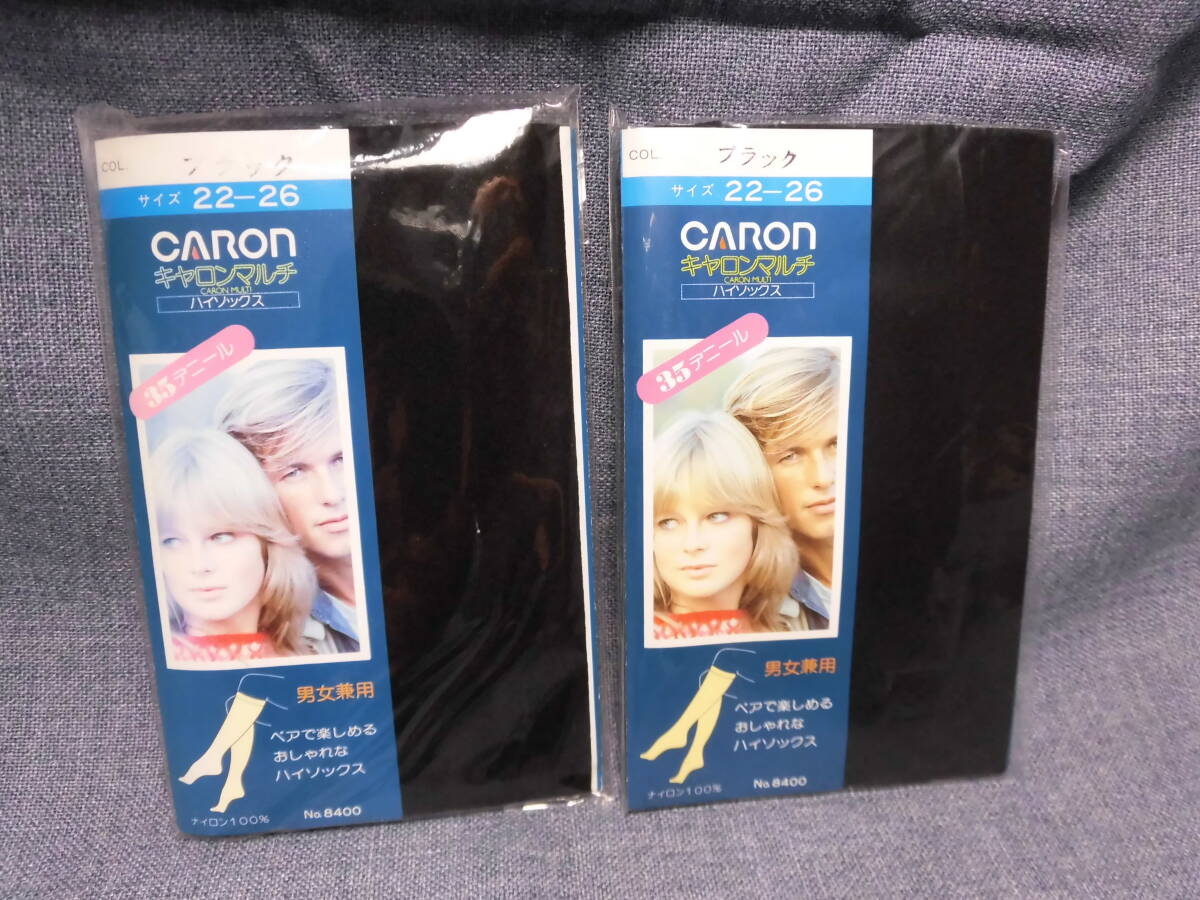 COL. ブラック
サイズ 22-26
CARON
キャロンマルチ
CARON MULTI
ハイソックス
35デニール
男女兼用
ペアで楽しめる
おしゃれな
ハイソックス
ナイロン100% No.8400
COL. ブラック
サイズ 22-26
CARON
キャロンマルチ
CARON MULTI
ハイソックス
35デニール
男女兼用
ペアで楽しめる
おしゃれな
ハイソックス
ナイロン100% No.8400